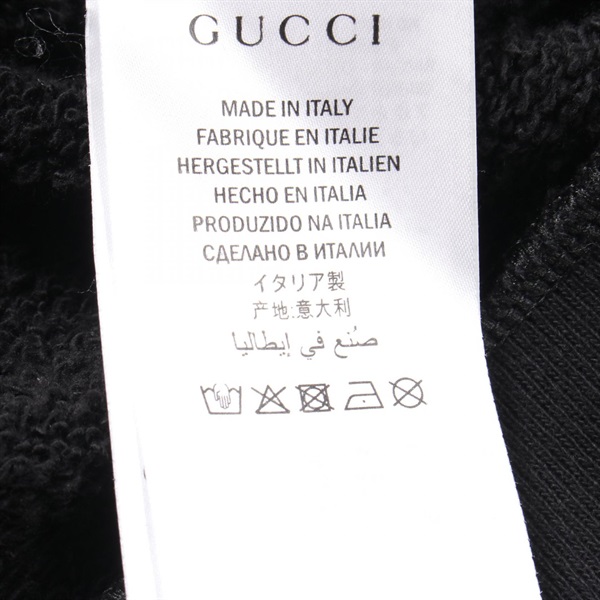 GUCCI
MADE IN ITALY
FABRIQUE EN ITALIE
HERGESTELLT IN ITALIEN
HECHO EN ITALIA
PRODUZIDO NA ITALIA
СДЕЛАНО В ИТАЛИИ
イタリア製
产地:意大利
صُنع في إيطاليا